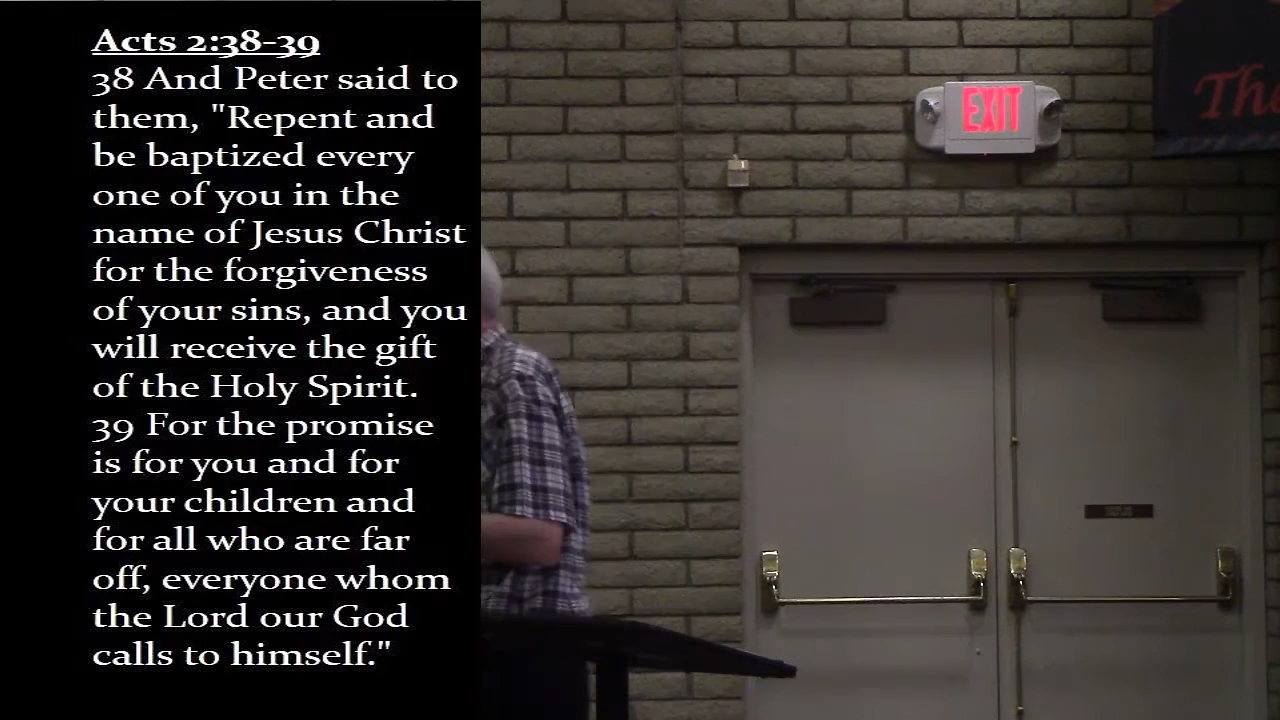 Acts 2:38-39
38 And Peter said to
them, "Repent and
be baptized every
one of you in the
name of Jesus Christ
for the forgiveness
of your sins, and you
will receive the gift
of the Holy Spirit.
39 For the promise
is for you and for
your children and
for all who are far
off, everyone whom
the Lord our God
calls to himself."
EXIT